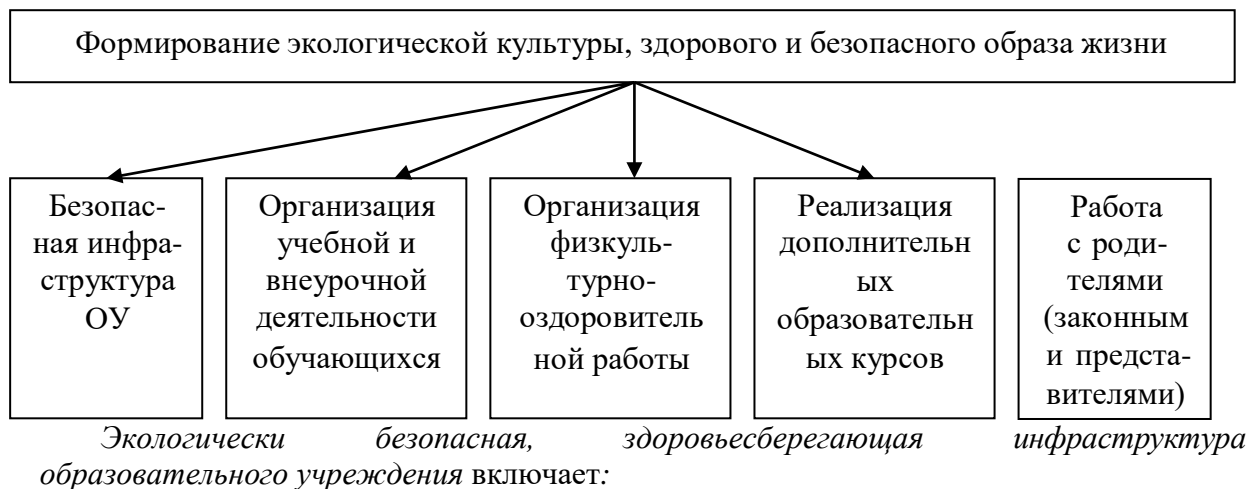 Формирование экологической культуры, здорового и безопасного образа жизни
Безопас-
ная инфра-
структура
ОУ
Организация
учебной и
внеурочной
деятельности
обучающихся
Организация
физкуль-
турно-
оздоровитель
ной работы
Реализация
дополнительн
ых
образовательн
ых курсов
Работа
с роди-
телями
(законным
и предста-
вителями)
Экологически безопасная, здоровьесберегающая инфраструктура
образовательного учреждения включает: